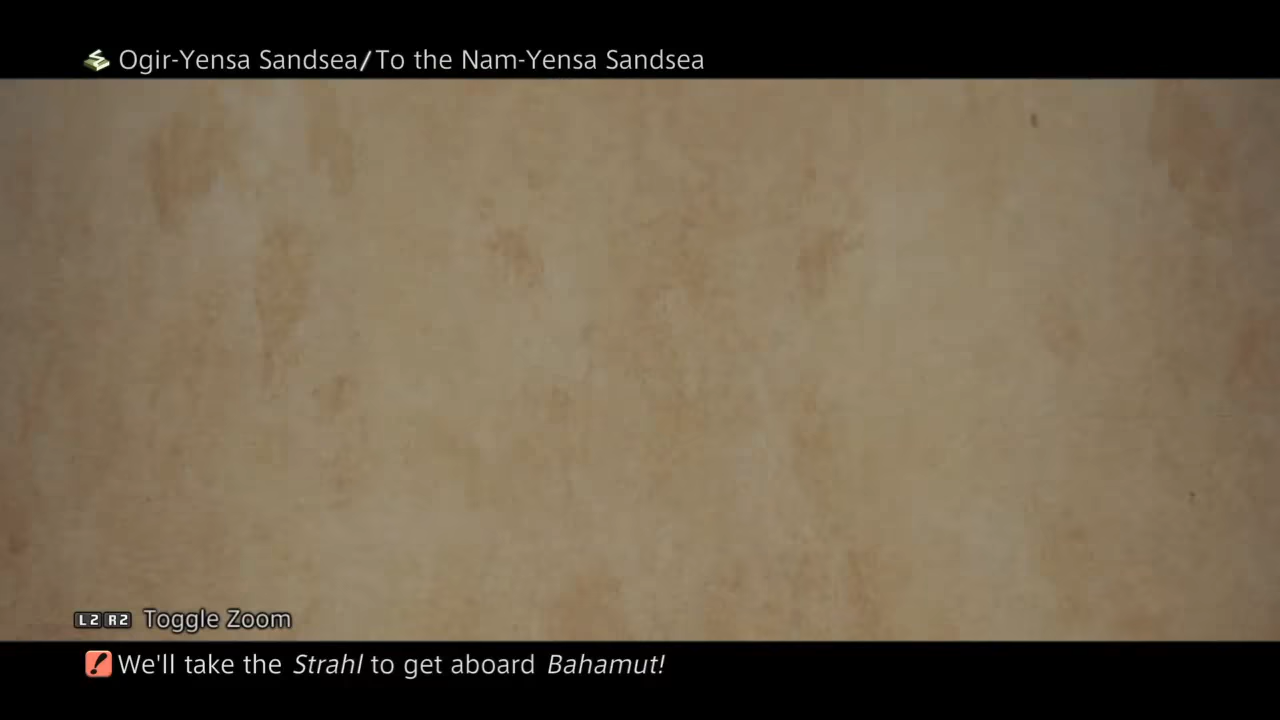 Ogir-Yensa Sandsea/To the Nam-Yensa Sandsea
L2 R2 Toggle Zoom
! We'll take the Strahl to get aboard Bahamut!